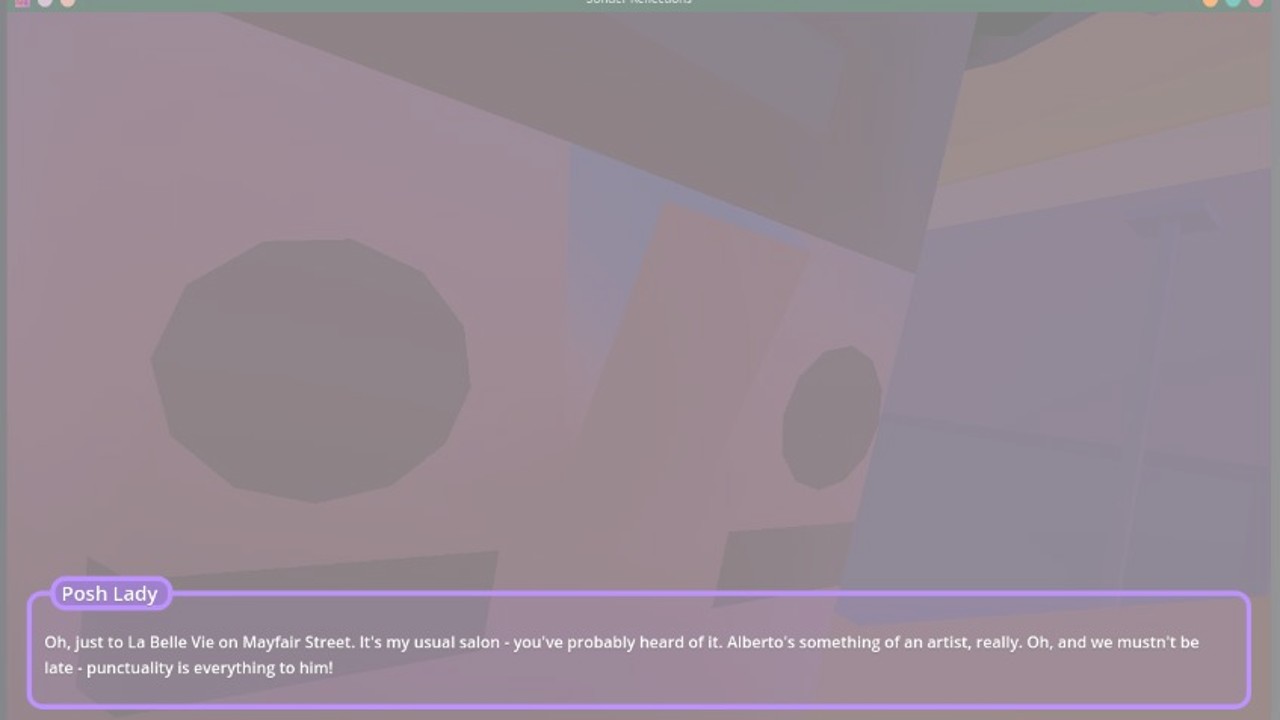 Sonder Reflections
Posh Lady
Oh, just to La Belle Vie on Mayfair Street. It's my usual salon - you've probably heard of it. Alberto's something of an artist, really. Oh, and we mustn't be
late - punctuality is everything to him!